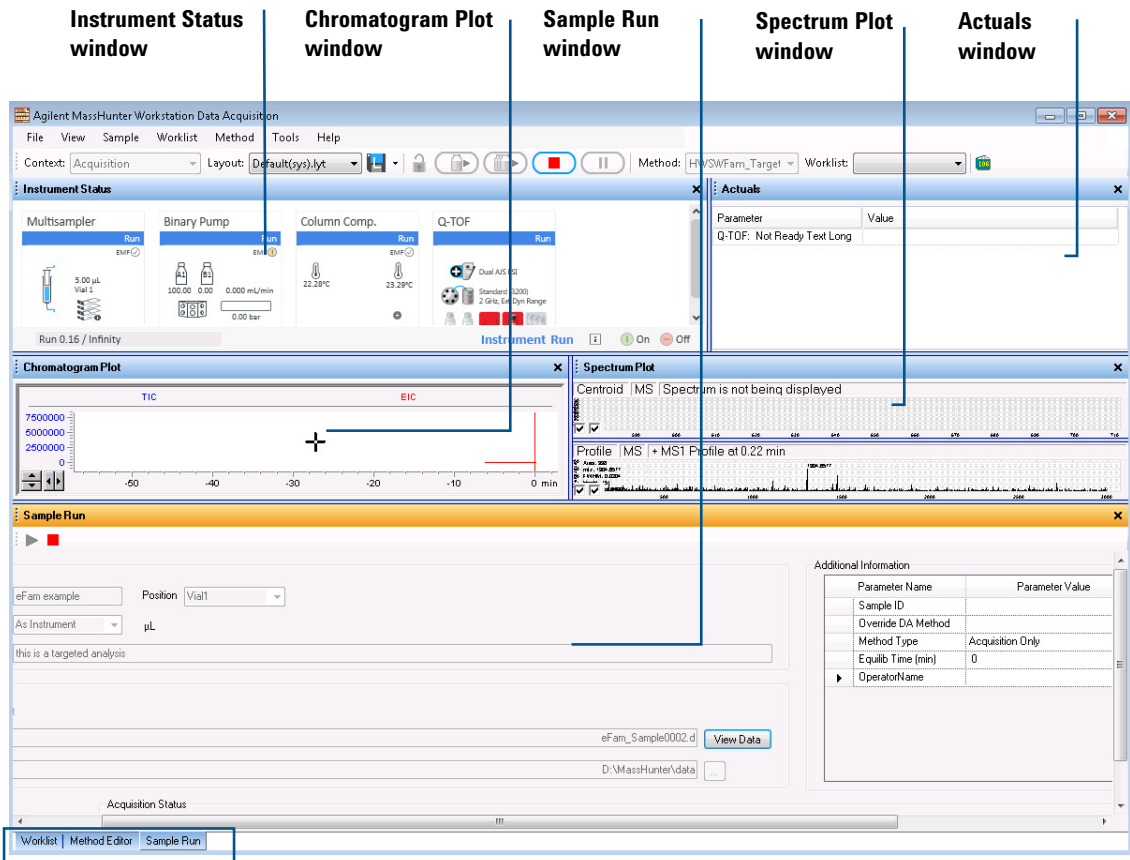 Instrument Status window
Chromatogram Plot window
Sample Run window
Spectrum Plot window
Actuals window
Agilent MassHunter Workstation Data Acquisition
File View Sample Worklist Method Tools Help
Context: Acquisition Layout: Default(sys).lyt Method: HWSWFam_Target Worklist: LOG
Instrument Status
Multisampler
Run
EMF
5.00 µL
Vial 1
Binary Pump
Run
EMF
A1 B1
100.00 0.00 0.000 mL/min
0.00 bar
Column Comp.
Run
EMF
22.28°C 23.29°C
Q-TOF
Run
Dual AJS ESI
Standard (3200)
2 GHz, Ext Dyn Range
Run 0.16 / Infinity
Instrument Run On Off
Actuals
Parameter Value
Q-TOF: Not Ready Text Long
Chromatogram Plot
TIC EIC
7500000
5000000
2500000
0
-50 -40 -30 -20 -10 0 min
Spectrum Plot
Centroid MS Spectrum is not being displayed
Profile MS + MS1 Profile at 0.22 min
500 1000 1500 2000 2500 3000
Sample Run
eFam example Position Vial1
As Instrument µL
this is a targeted analysis
eFam_Sample0002.d View Data
D:\MassHunter\data ...
Additional Information
Parameter Name Parameter Value
Sample ID
Override DA Method
Method Type Acquisition Only
Equilib Time (min) 0
OperatorName
Acquisition Status
Worklist Method Editor Sample Run